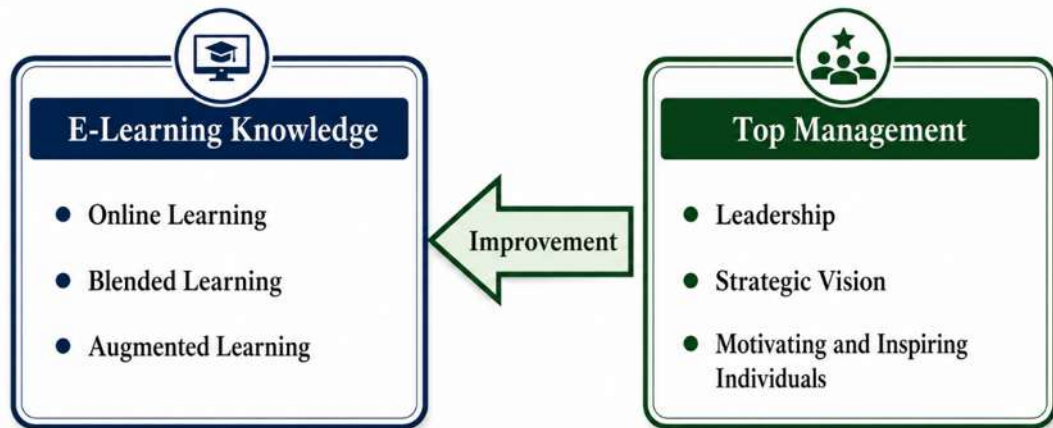 E-Learning Knowledge
Online Learning
Blended Learning
Augmented Learning
Improvement
Top Management
Leadership
Strategic Vision
Motivating and Inspiring
Individuals